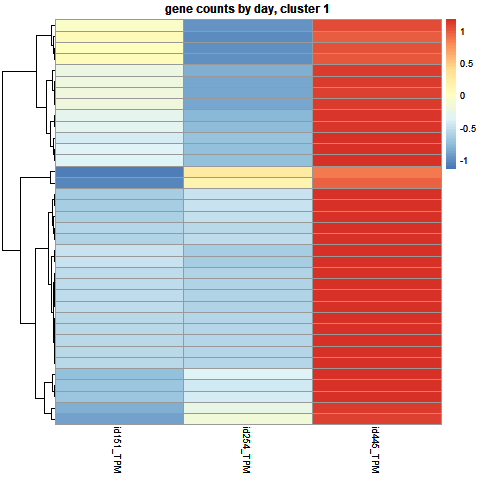 gene counts by day, cluster 1
1
0.5
0
-0.5
-1
id151_TPM
id254_TPM
id445_TPM